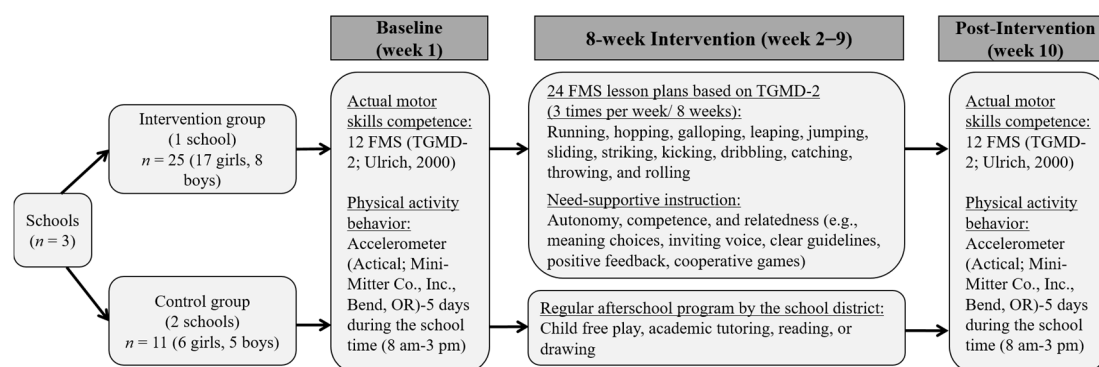 Baseline
(week 1)
8-week Intervention (week 2–9)
Post-Intervention
(week 10)
Schools
(n = 3)
Intervention group
(1 school)
n = 25 (17 girls, 8
boys)
Control group
(2 schools)
n = 11 (6 girls, 5 boys)
Actual motor
skills competence:
12 FMS (TGMD-
2; Ulrich, 2000)
Physical activity
behavior:
Accelerometer
(Actical; Mini-
Mitter Co., Inc.,
Bend, OR)-5 days
during the school
time (8 am-3 pm)
24 FMS lesson plans based on TGMD-2
(3 times per week/ 8 weeks):
Running, hopping, galloping, leaping, jumping,
sliding, striking, kicking, dribbling, catching,
throwing, and rolling
Need-supportive instruction:
Autonomy, competence, and relatedness (e.g.,
meaning choices, inviting voice, clear guidelines,
positive feedback, cooperative games)
Regular afterschool program by the school district:
Child free play, academic tutoring, reading, or
drawing
Actual motor
skills competence:
12 FMS (TGMD-
2; Ulrich, 2000)
Physical activity
behavior:
Accelerometer
(Actical; Mini-
Mitter Co., Inc.,
Bend, OR)-5 days
during the school
time (8 am-3 pm)